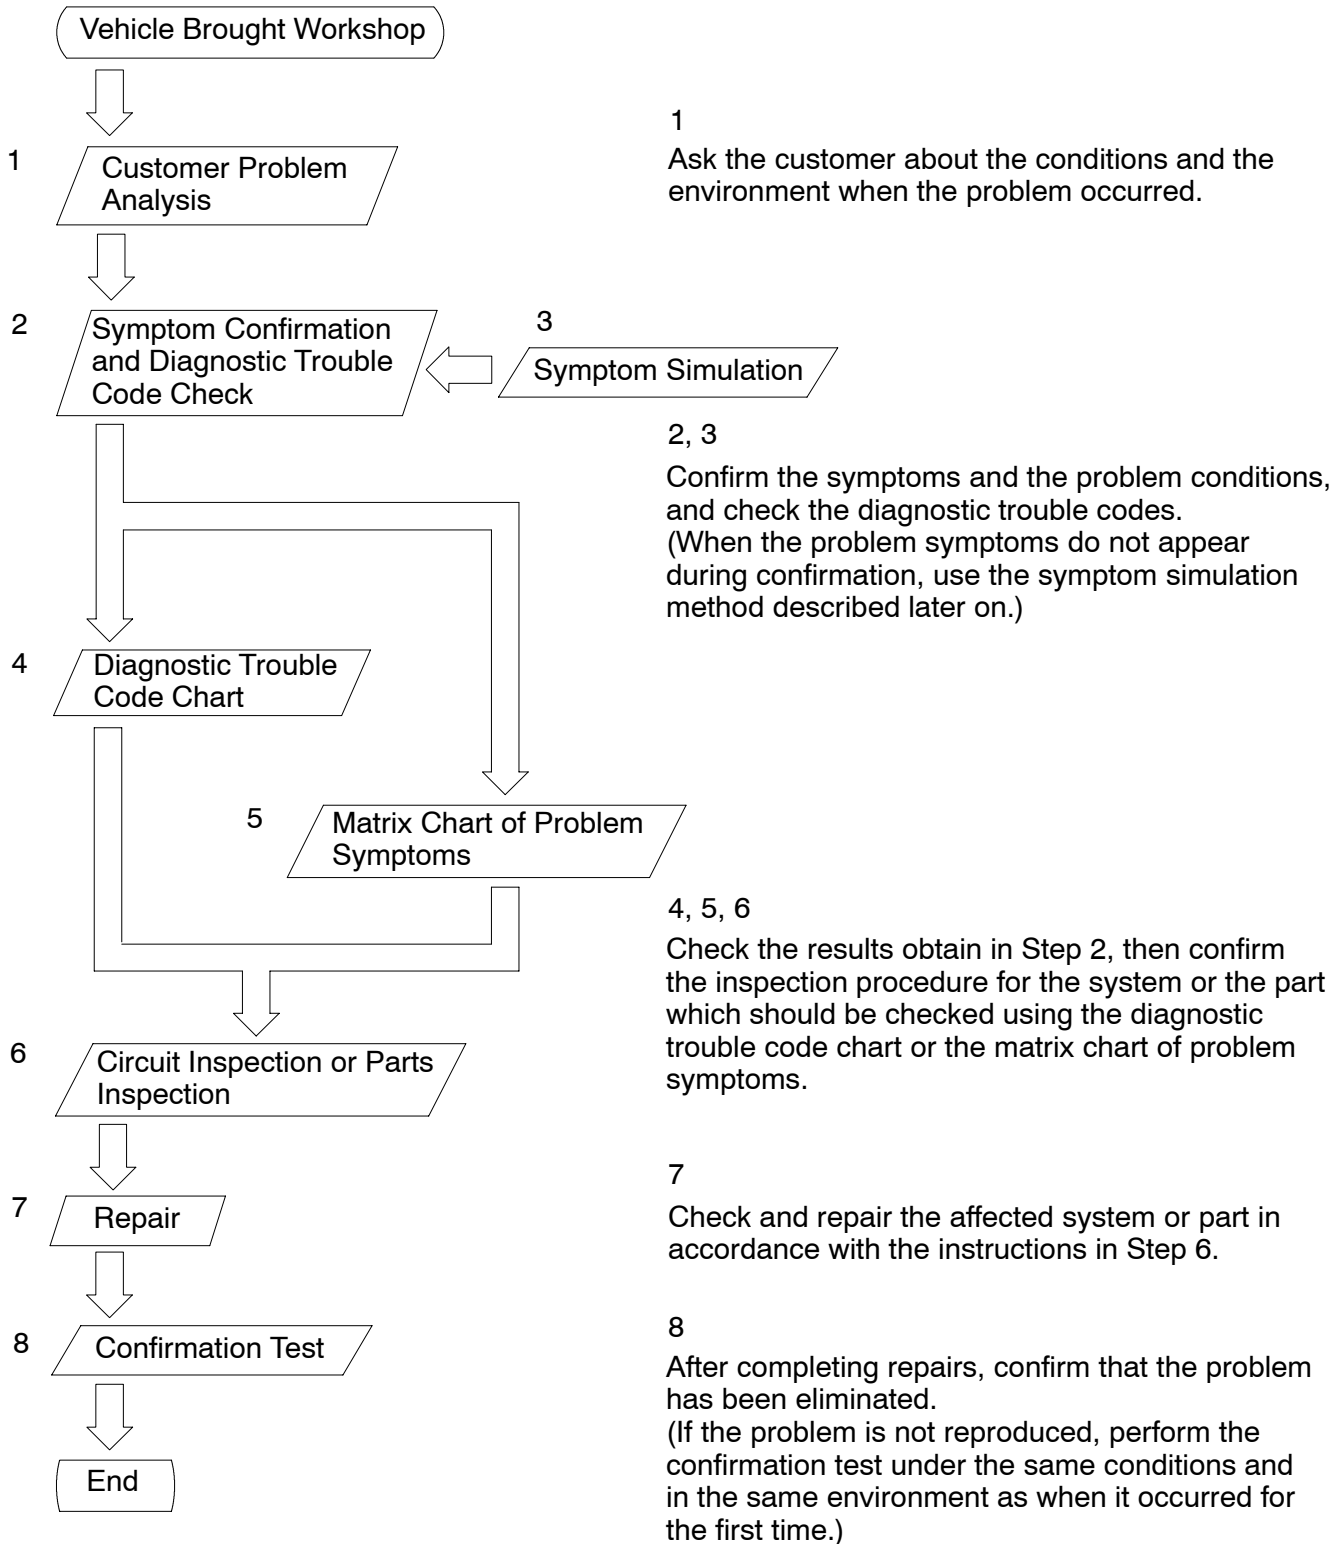 Vehicle Brought Workshop
1
Customer Problem
Analysis
1
Ask the customer about the conditions and the
environment when the problem occurred.
2
Symptom Confirmation
and Diagnostic Trouble
Code Check
3
Symptom Simulation
2, 3
Confirm the symptoms and the problem conditions,
and check the diagnostic trouble codes.
(When the problem symptoms do not appear
during confirmation, use the symptom simulation
method described later on.)
4
Diagnostic Trouble
Code Chart
5
Matrix Chart of Problem
Symptoms
4, 5, 6
Check the results obtain in Step 2, then confirm
the inspection procedure for the system or the part
which should be checked using the diagnostic
trouble code chart or the matrix chart of problem
symptoms.
6
Circuit Inspection or Parts
Inspection
7
Repair
7
Check and repair the affected system or part in
accordance with the instructions in Step 6.
8
Confirmation Test
8
After completing repairs, confirm that the problem
has been eliminated.
(If the problem is not reproduced, perform the
confirmation test under the same conditions and
in the same environment as when it occurred for
the first time.)
End